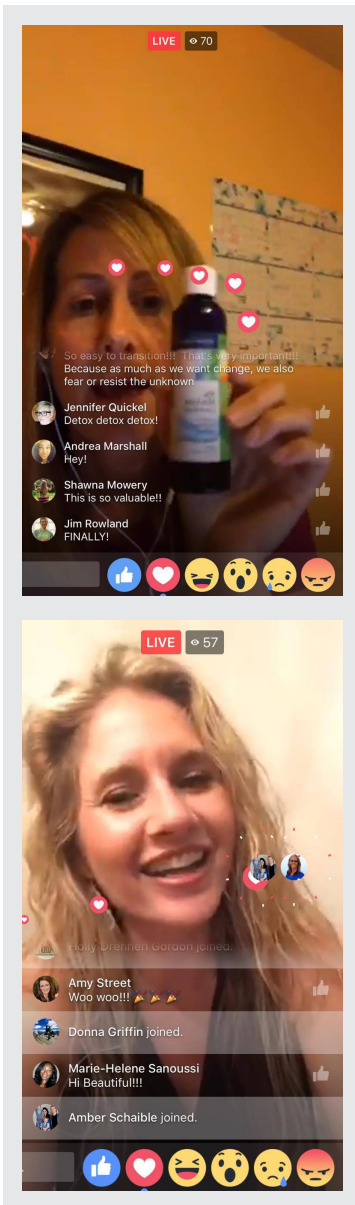 LIVE 70
So easy to transition!!! That's very important!!!
Because as much as we want change, we also
fear or resist the unknown
Jennifer Quickel
Detox detox detox!
Andrea Marshall
Hey!
Shawna Mowery
This is so valuable!!
Jim Rowland
FINALLY!
LIVE 57
Holly Drennen Gordon joined.
Amy Street
Woo woo!!! 🎉🎉🎉
Donna Griffin joined.
Marie-Helene Sanoussi
Hi Beautiful!!!
Amber Schaible joined.